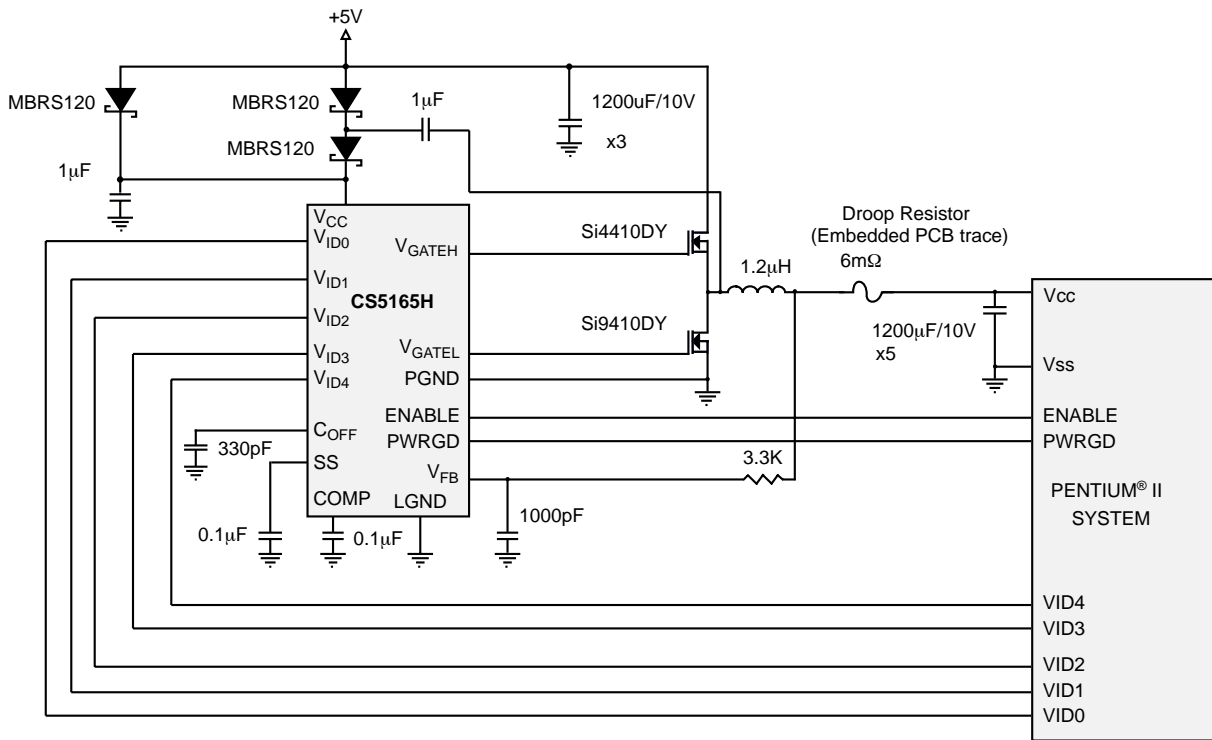 +5V
MBRS120
MBRS120
1μF
1200uF/10V
x3
MBRS120
1μF
VCC
VID0
VGATEH
Si4410DY
Droop Resistor
(Embedded PCB trace)
6mΩ
1.2μH
VID1
CS5165H
Vcc
VID2
Si9410DY
1200μF/10V
x5
VID3
VGATEL
VID4
PGND
Vss
ENABLE
ENABLE
COFF
PWRGD
PWRGD
330pF
SS
VFB
3.3K
COMP
LGND
1000pF
PENTIUM® II
SYSTEM
0.1μF
0.1μF
VID4
VID3
VID2
VID1
VID0